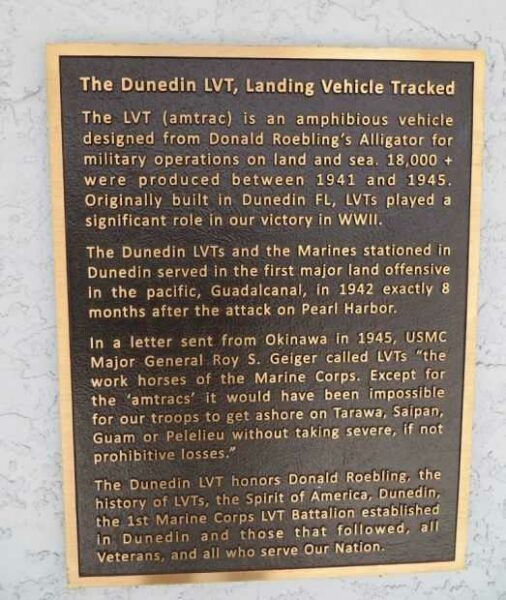 The Dunedin LVT, Landing Vehicle Tracked
The LVT (amtrac) is an amphibious vehicle
designed from Donald Roebling's Alligator for
military operations on land and sea. 18,000 +
were produced between 1941 and 1945.
Originally built in Dunedin FL, LVTs played a
significant role in our victory in WWII.
The Dunedin LVTs and the Marines stationed in
Dunedin served in the first major land offensive
in the pacific, Guadalcanal, in 1942 exactly 8
months after the attack on Pearl Harbor.
In a letter sent from Okinawa in 1945, USMC
Major General Roy S. Geiger called LVTs "the
work horses of the Marine Corps. Except for
the 'amtracs' it would have been impossible
for our troops to get ashore on Tarawa, Saipan,
Guam or Pelelieu without taking severe, if not
prohibitive losses."
The Dunedin LVT honors Donald Roebling, the
history of LVTs, the Spirit of America, Dunedin,
the 1st Marine Corps LVT Battalion established
in Dunedin and those that followed, all
Veterans, and all who serve Our Nation.